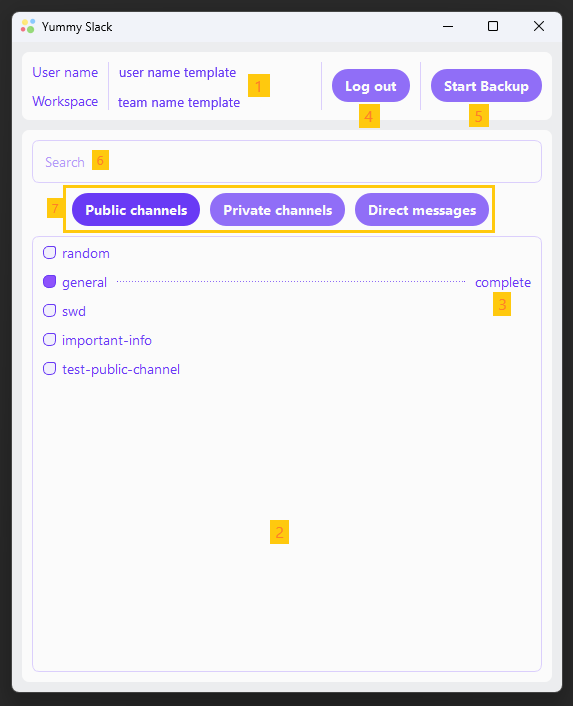 Yummy Slack
User name user name template 1
Workspace team name template
Log out
4
Start Backup
5
Search 6
7 Public channels Private channels Direct messages
random
general complete
3
swd
important-info
test-public-channel
2